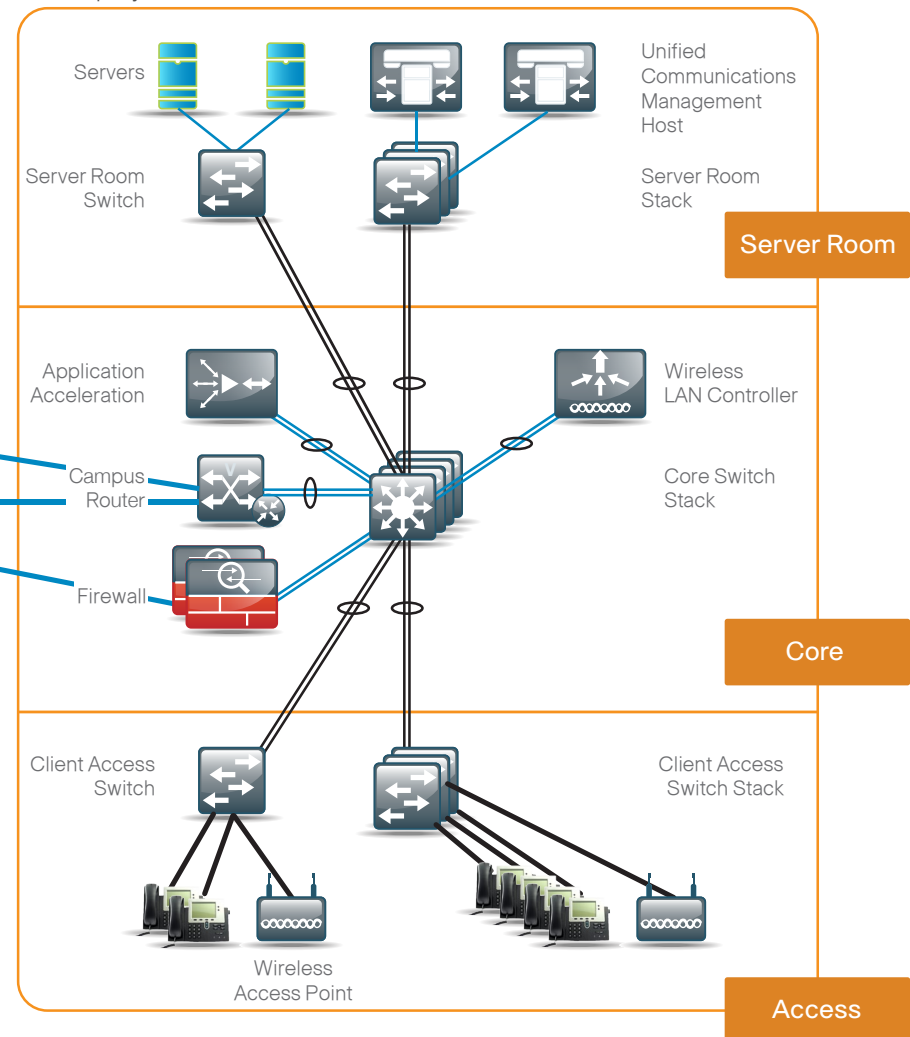 Servers
Unified
Communications
Management
Host
Server Room
Switch
Server Room
Stack
Server Room
Application
Acceleration
Wireless
LAN Controller
Campus
Router
V
Core Switch
Stack
Firewall
Core
Client Access
Switch
Client Access
Switch Stack
Wireless
Access Point
Access